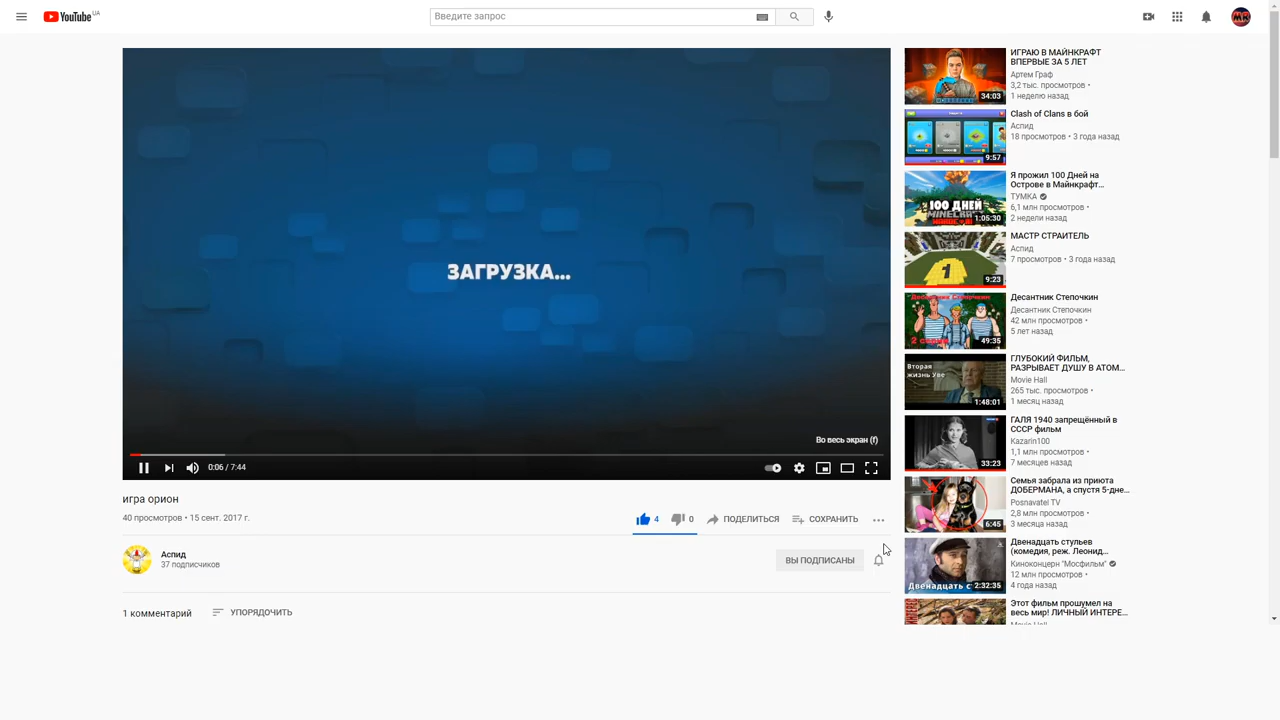 YouTube UA
Введите запрос
ЗАГРУЗКА...
Во весь экран (f)
0:06 / 7:44
игра орион
40 просмотров • 15 сент. 2017 г.
4
0
ПОДЕЛИТЬСЯ
СОХРАНИТЬ
Аспид
37 подписчиков
ВЫ ПОДПИСАНЫ
1 комментарий
УПОРЯДОЧИТЬ
MK
34:03
ИГРАЮ В МАЙНКРАФТ
ВПЕРВЫЕ ЗА 5 ЛЕТ
Артем Граф
3,2 тыс. просмотров •
1 неделю назад
9:57
Clash of Clans в бой
Аспид
18 просмотров • 3 года назад
100 ДНЕЙ
MINECRAFT
1:05:30
Я прожил 100 Дней на
Острове в Майнкрафт...
ТУМКА
6,1 млн просмотров •
2 недели назад
1
9:23
МАСТР СТРАИТЕЛЬ
Аспид
7 просмотров • 3 года назад
2 с
49:35
Десантник Степочкин
Десантник Степочкин
42 млн просмотров •
5 лет назад
Вторая
жизнь Уве
1:48:01
ГЛУБОКИЙ ФИЛЬМ,
РАЗРЫВАЕТ ДУШУ В АТОМ...
Movie Hall
265 тыс. просмотров •
1 месяц назад
33:23
ГАЛЯ 1940 запрещённый в
СССР фильм
Kazarin100
1,1 млн просмотров •
7 месяцев назад
6:45
Семья забрала из приюта
ДОБЕРМАНА, а спустя 5-дне...
Posnavatel TV
2,8 млн просмотров •
3 месяца назад
Двенадцать с
2:32:35
Двенадцать стульев
(комедия, реж. Леонид...
Киноконцерн "Мосфильм"
12 млн просмотров •
4 года назад
Этот фильм прошумел на
весь мир! ЛИЧНЫЙ ИНТЕРЕ...